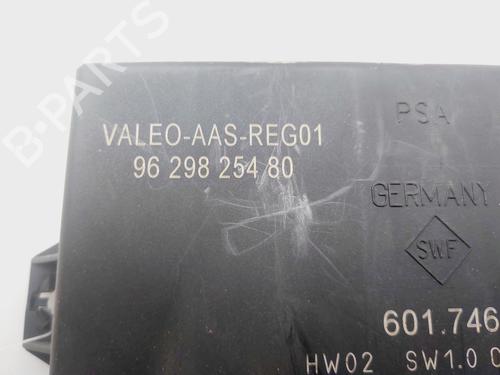 B-PARTS
VALEO-AAS-REG01
96 298 254 80
PSA
GERMANY
SWF
601.746
HW02 SW1.0